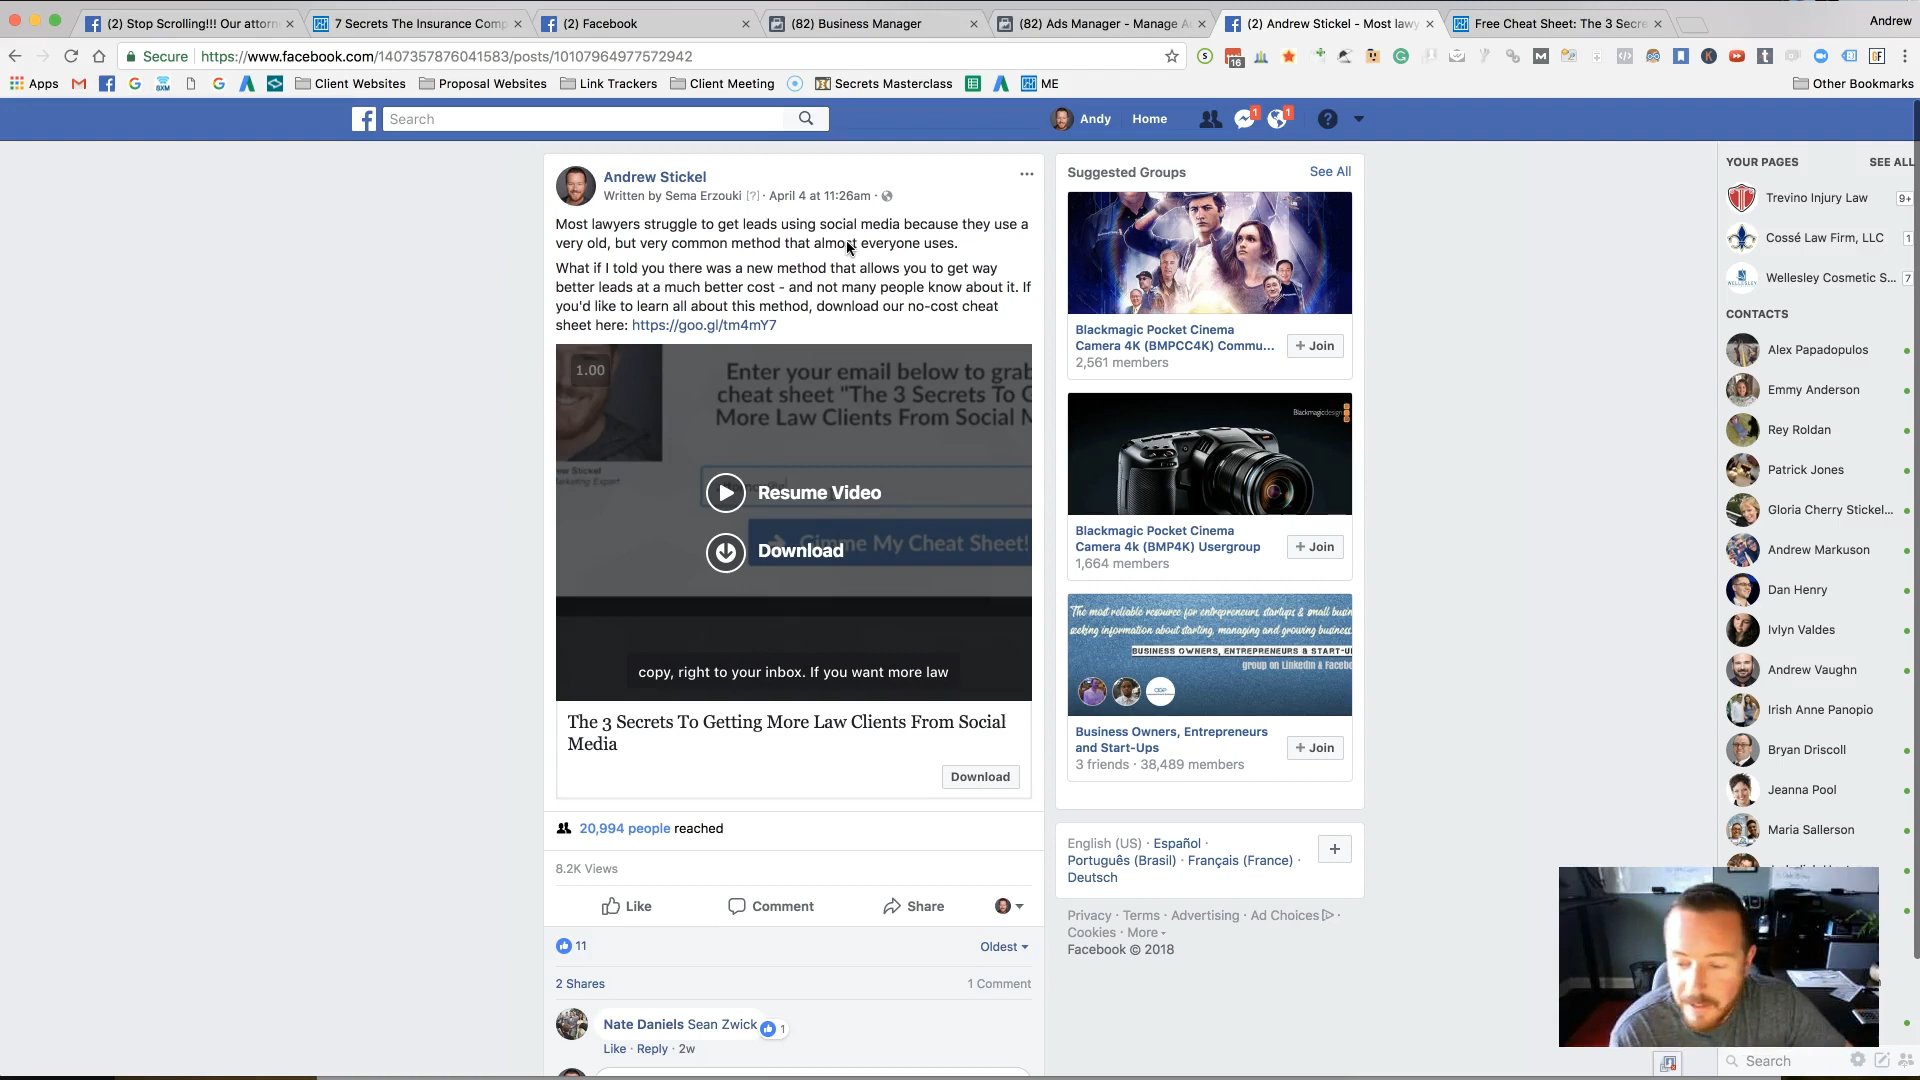 (2) Stop Scrolling!!! Our attorn
7 Secrets The Insurance Comp
(2) Facebook
(82) Business Manager
(82) Ads Manager - Manage A
(2) Andrew Stickel - Most lawy
Free Cheat Sheet: The 3 Secre
Andrew
Secure
https://www.facebook.com/1407357876041583/posts/10107964977572942
16
Apps
Client Websites
Proposal Websites
Link Trackers
Client Meeting
Secrets Masterclass
ME
Other Bookmarks
Search
Andy
Home
1
1
Andrew Stickel
Written by Sema Erzouki [?] · April 4 at 11:26am ·
Most lawyers struggle to get leads using social media because they use a
very old, but very common method that almost everyone uses.
What if I told you there was a new method that allows you to get way
better leads at a much better cost - and not many people know about it. If
you'd like to learn all about this method, download our no-cost cheat
sheet here: https://goo.gl/tm4mY7
1.00
Enter your email below to grab
cheat sheet "The 3 Secrets To G
More Law Clients From Social M
Resume Video
Download
Gimme My Cheat Sheet!
copy, right to your inbox. If you want more law
The 3 Secrets To Getting More Law Clients From Social
Media
Download
20,994 people reached
8.2K Views
Like
Comment
Share
11
Oldest
2 Shares
1 Comment
Nate Daniels Sean Zwick
1
Like · Reply · 2w
Suggested Groups
See All
Blackmagic Pocket Cinema
Camera 4K (BMPCC4K) Commu...
2,561 members
+ Join
Blackmagicdesign
Blackmagic Pocket Cinema
Camera 4k (BMP4K) Usergroup
1,664 members
+ Join
The most reliable resource for entrepreneurs, startups & small busin
seeking information about starting, managing and growing business
BUSINESS OWNERS, ENTREPRENEURS & START-U
group on LinkedIn & Facebo
Business Owners, Entrepreneurs
and Start-Ups
3 friends · 38,489 members
+ Join
English (US) · Español ·
Português (Brasil) · Français (France) ·
Deutsch
+
Privacy · Terms · Advertising · Ad Choices ·
Cookies · More
Facebook © 2018
YOUR PAGES
SEE ALL
Trevino Injury Law
9+
Cossé Law Firm, LLC
1
Wellesley Cosmetic S...
7
CONTACTS
Alex Papadopulos
Emmy Anderson
Rey Roldan
Patrick Jones
Gloria Cherry Stickel...
Andrew Markuson
Dan Henry
Ivlyn Valdes
Andrew Vaughn
Irish Anne Panopio
Bryan Driscoll
Jeanna Pool
Maria Sallerson
Search